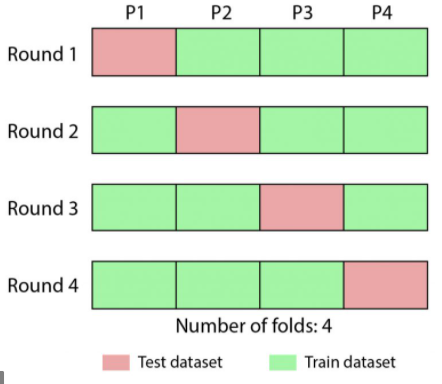 P1 P2 P3 P4
Round 1
Round 2
Round 3
Round 4
Number of folds: 4
Test dataset Train dataset